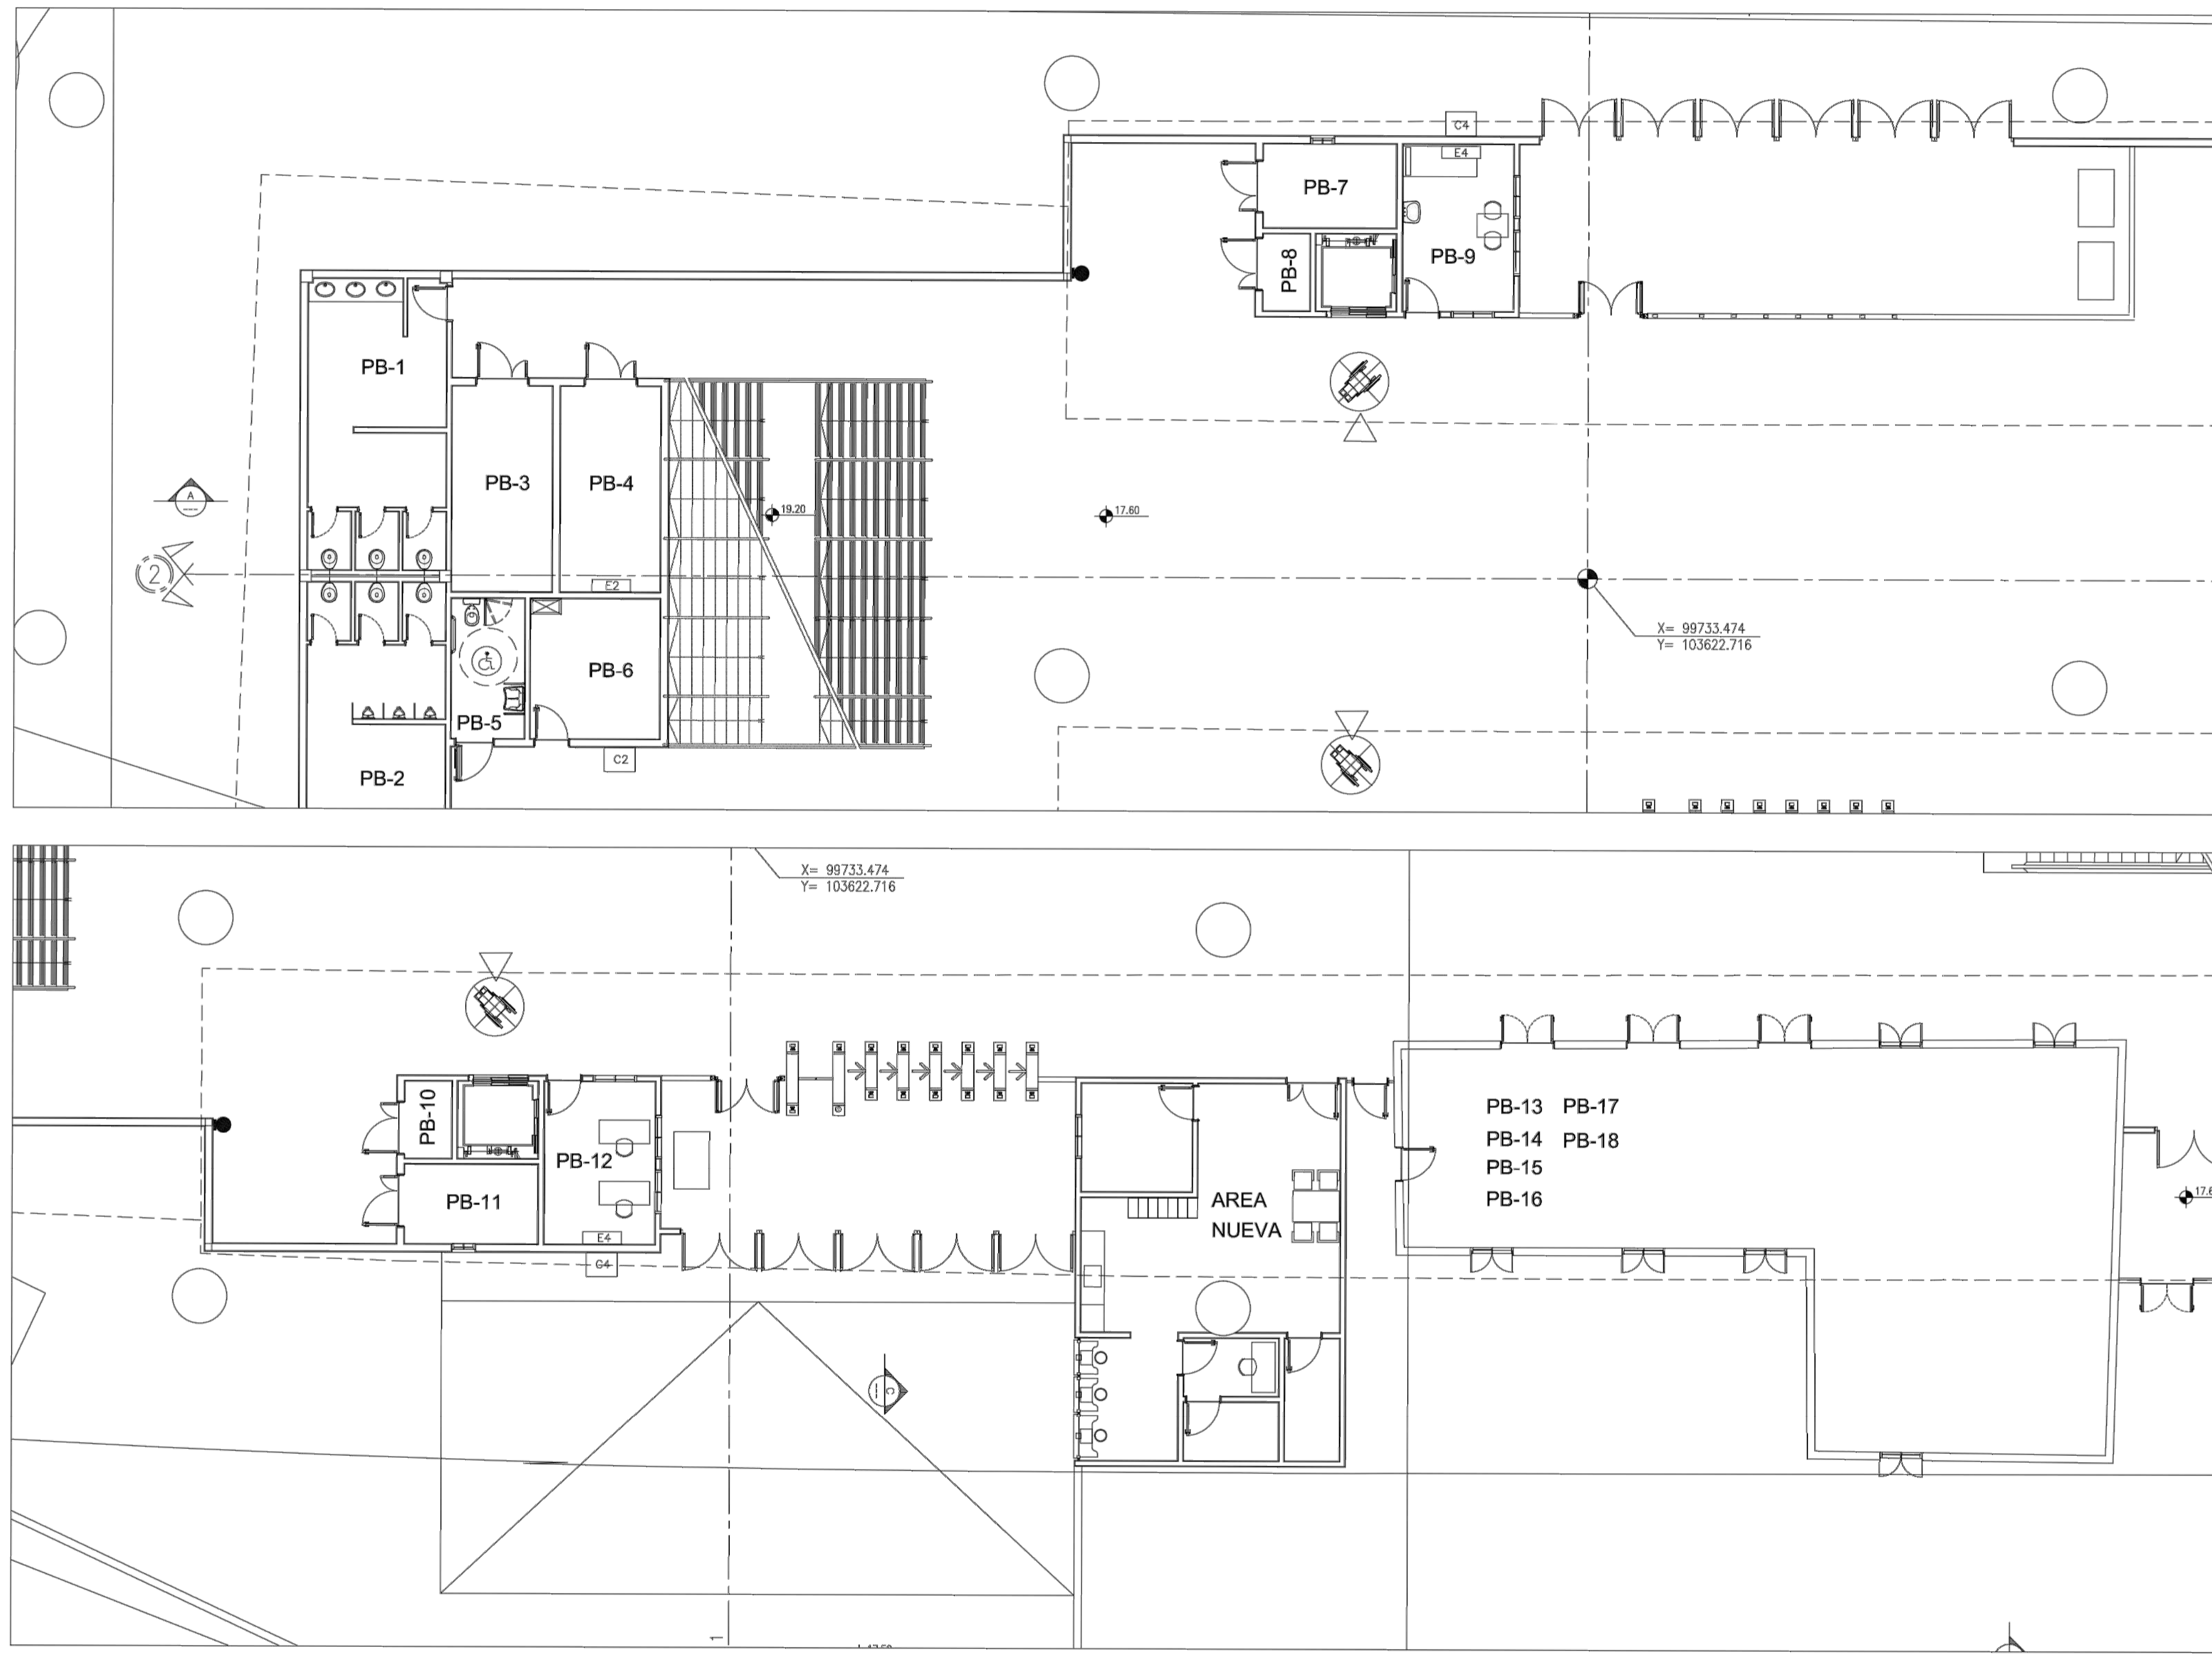 C4
E4
PB-7
PB-8
PB-9
PB-1
PB-3
PB-4
A
19.20
17.60
2
E2
X= 99733.474
Y= 103622.716
PB-6
PB-5
C2
PB-2
X= 99733.474
Y= 103622.716
PB-10
PB-12
PB-11
E4
C4
AREA
NUEVA
PB-13 PB-17
PB-14 PB-18
PB-15
PB-16
C
1